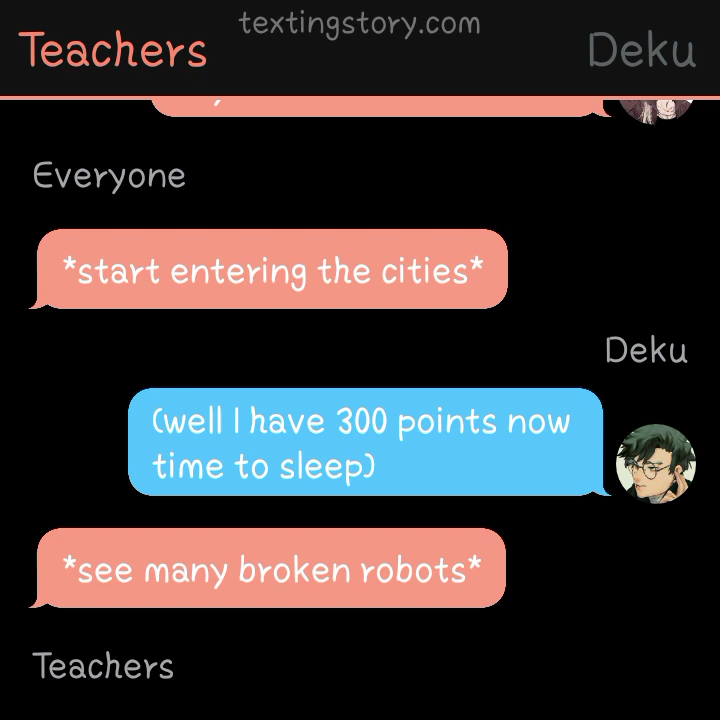 textingstory.com
Teachers
Deku
Everyone
*start entering the cities*
Deku
(well I have 300 points now
time to sleep)
*see many broken robots*
Teachers